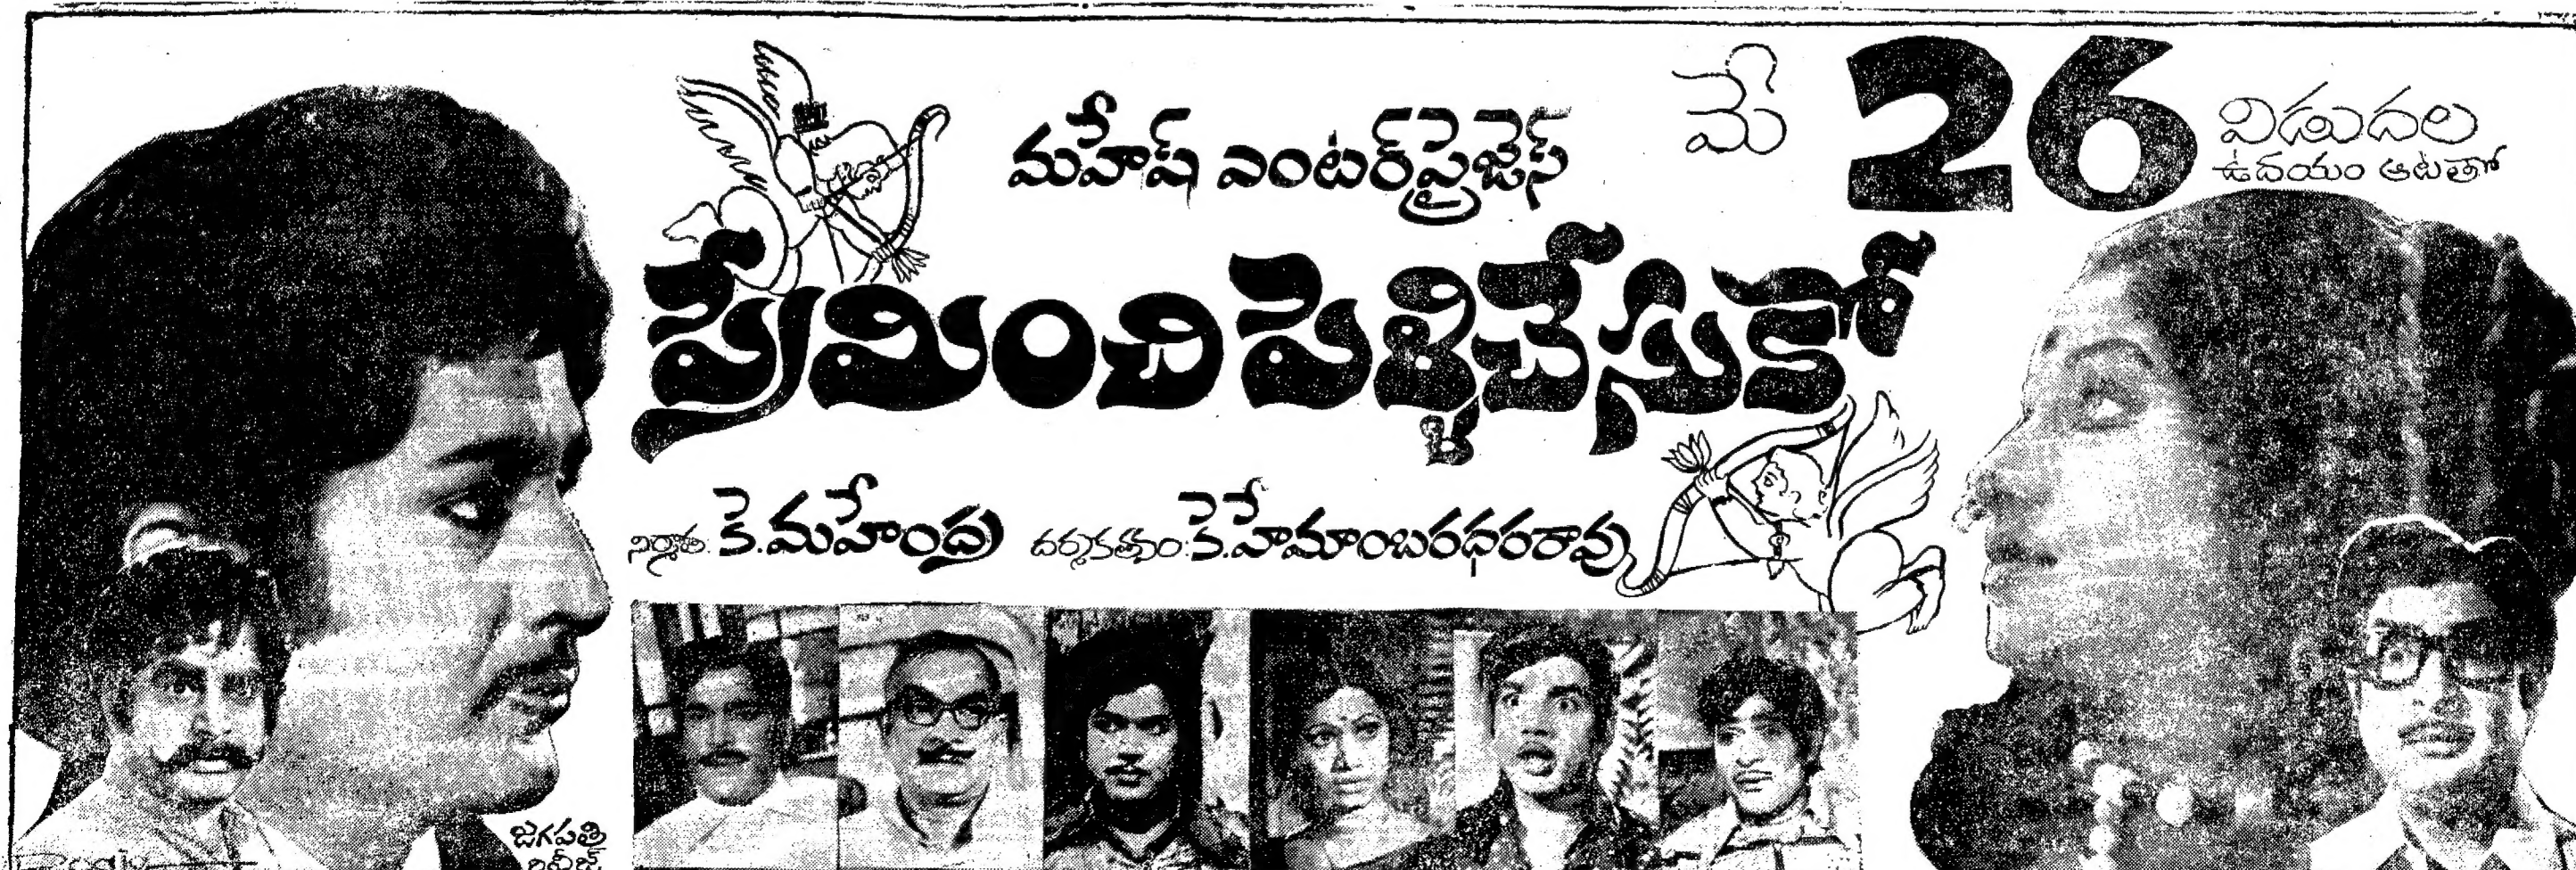 మహేష్ ఎంటర్‌ప్రైజెస్
మే 26 విడుదల
ఉదయం ఆటతో
ప్రేమించి పెళ్ళిచేసుకో
నిర్మాత: కె.మహేంద్ర దర్శకత్వం: కె.హేమాంబరధరరావు
జగపతి
రిలీజ్